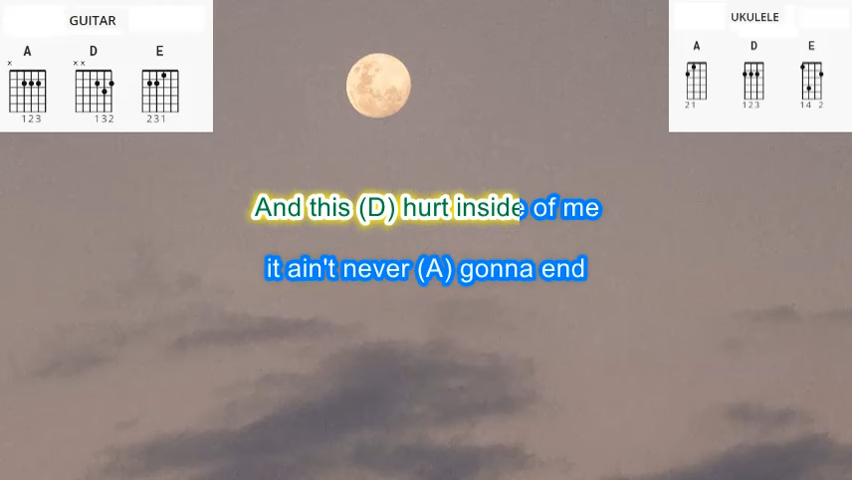 GUITAR
A D E
x xx
123 132 231
UKULELE
A D E
21 123 14 2
And this (D) hurt inside of me
it ain't never (A) gonna end